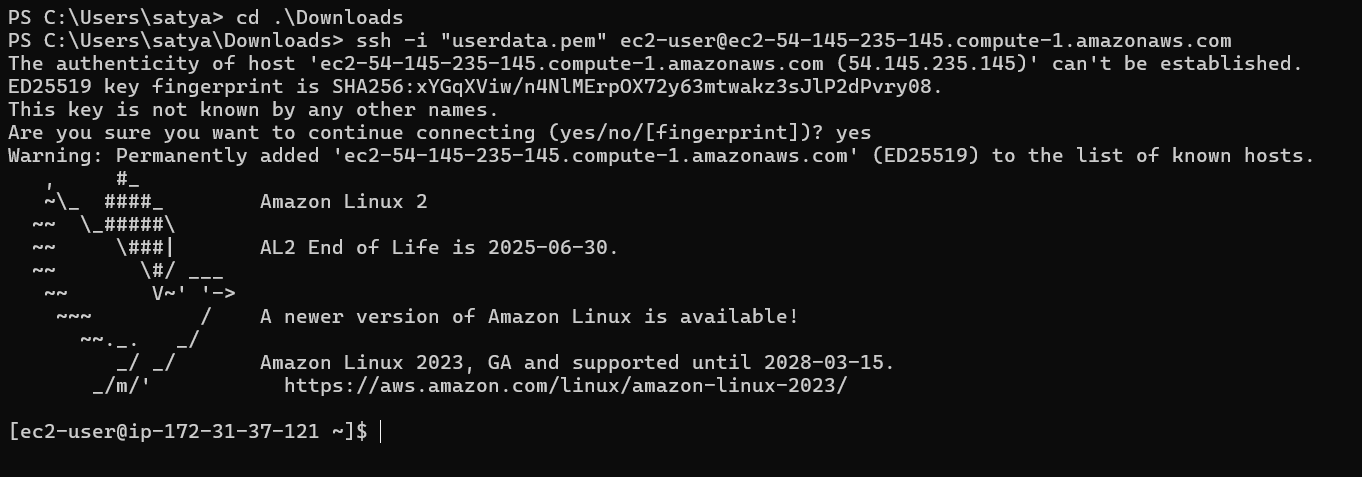 PS C:\Users\satya> cd .\Downloads
PS C:\Users\satya\Downloads> ssh -i "userdata.pem" ec2-user@ec2-54-145-235-145.compute-1.amazonaws.com
The authenticity of host 'ec2-54-145-235-145.compute-1.amazonaws.com (54.145.235.145)' can't be established.
ED25519 key fingerprint is SHA256:xYGqXViw/n4NlMErpOX72y63mtwakz3sJlP2dPvry08.
This key is not known by any other names.
Are you sure you want to continue connecting (yes/no/[fingerprint])? yes
Warning: Permanently added 'ec2-54-145-235-145.compute-1.amazonaws.com' (ED25519) to the list of known hosts.
   ,     #_
   ~\_  ####_        Amazon Linux 2
  ~~  \_#####\
  ~~     \###|       AL2 End of Life is 2025-06-30.
  ~~       \#/ ___
   ~~       V~' '->
    ~~~         /    A newer version of Amazon Linux is available!
      ~~._.   _/
         _/ _/       Amazon Linux 2023, GA and supported until 2028-03-15.
       _/m/'           https://aws.amazon.com/linux/amazon-linux-2023/
[ec2-user@ip-172-31-37-121 ~]$